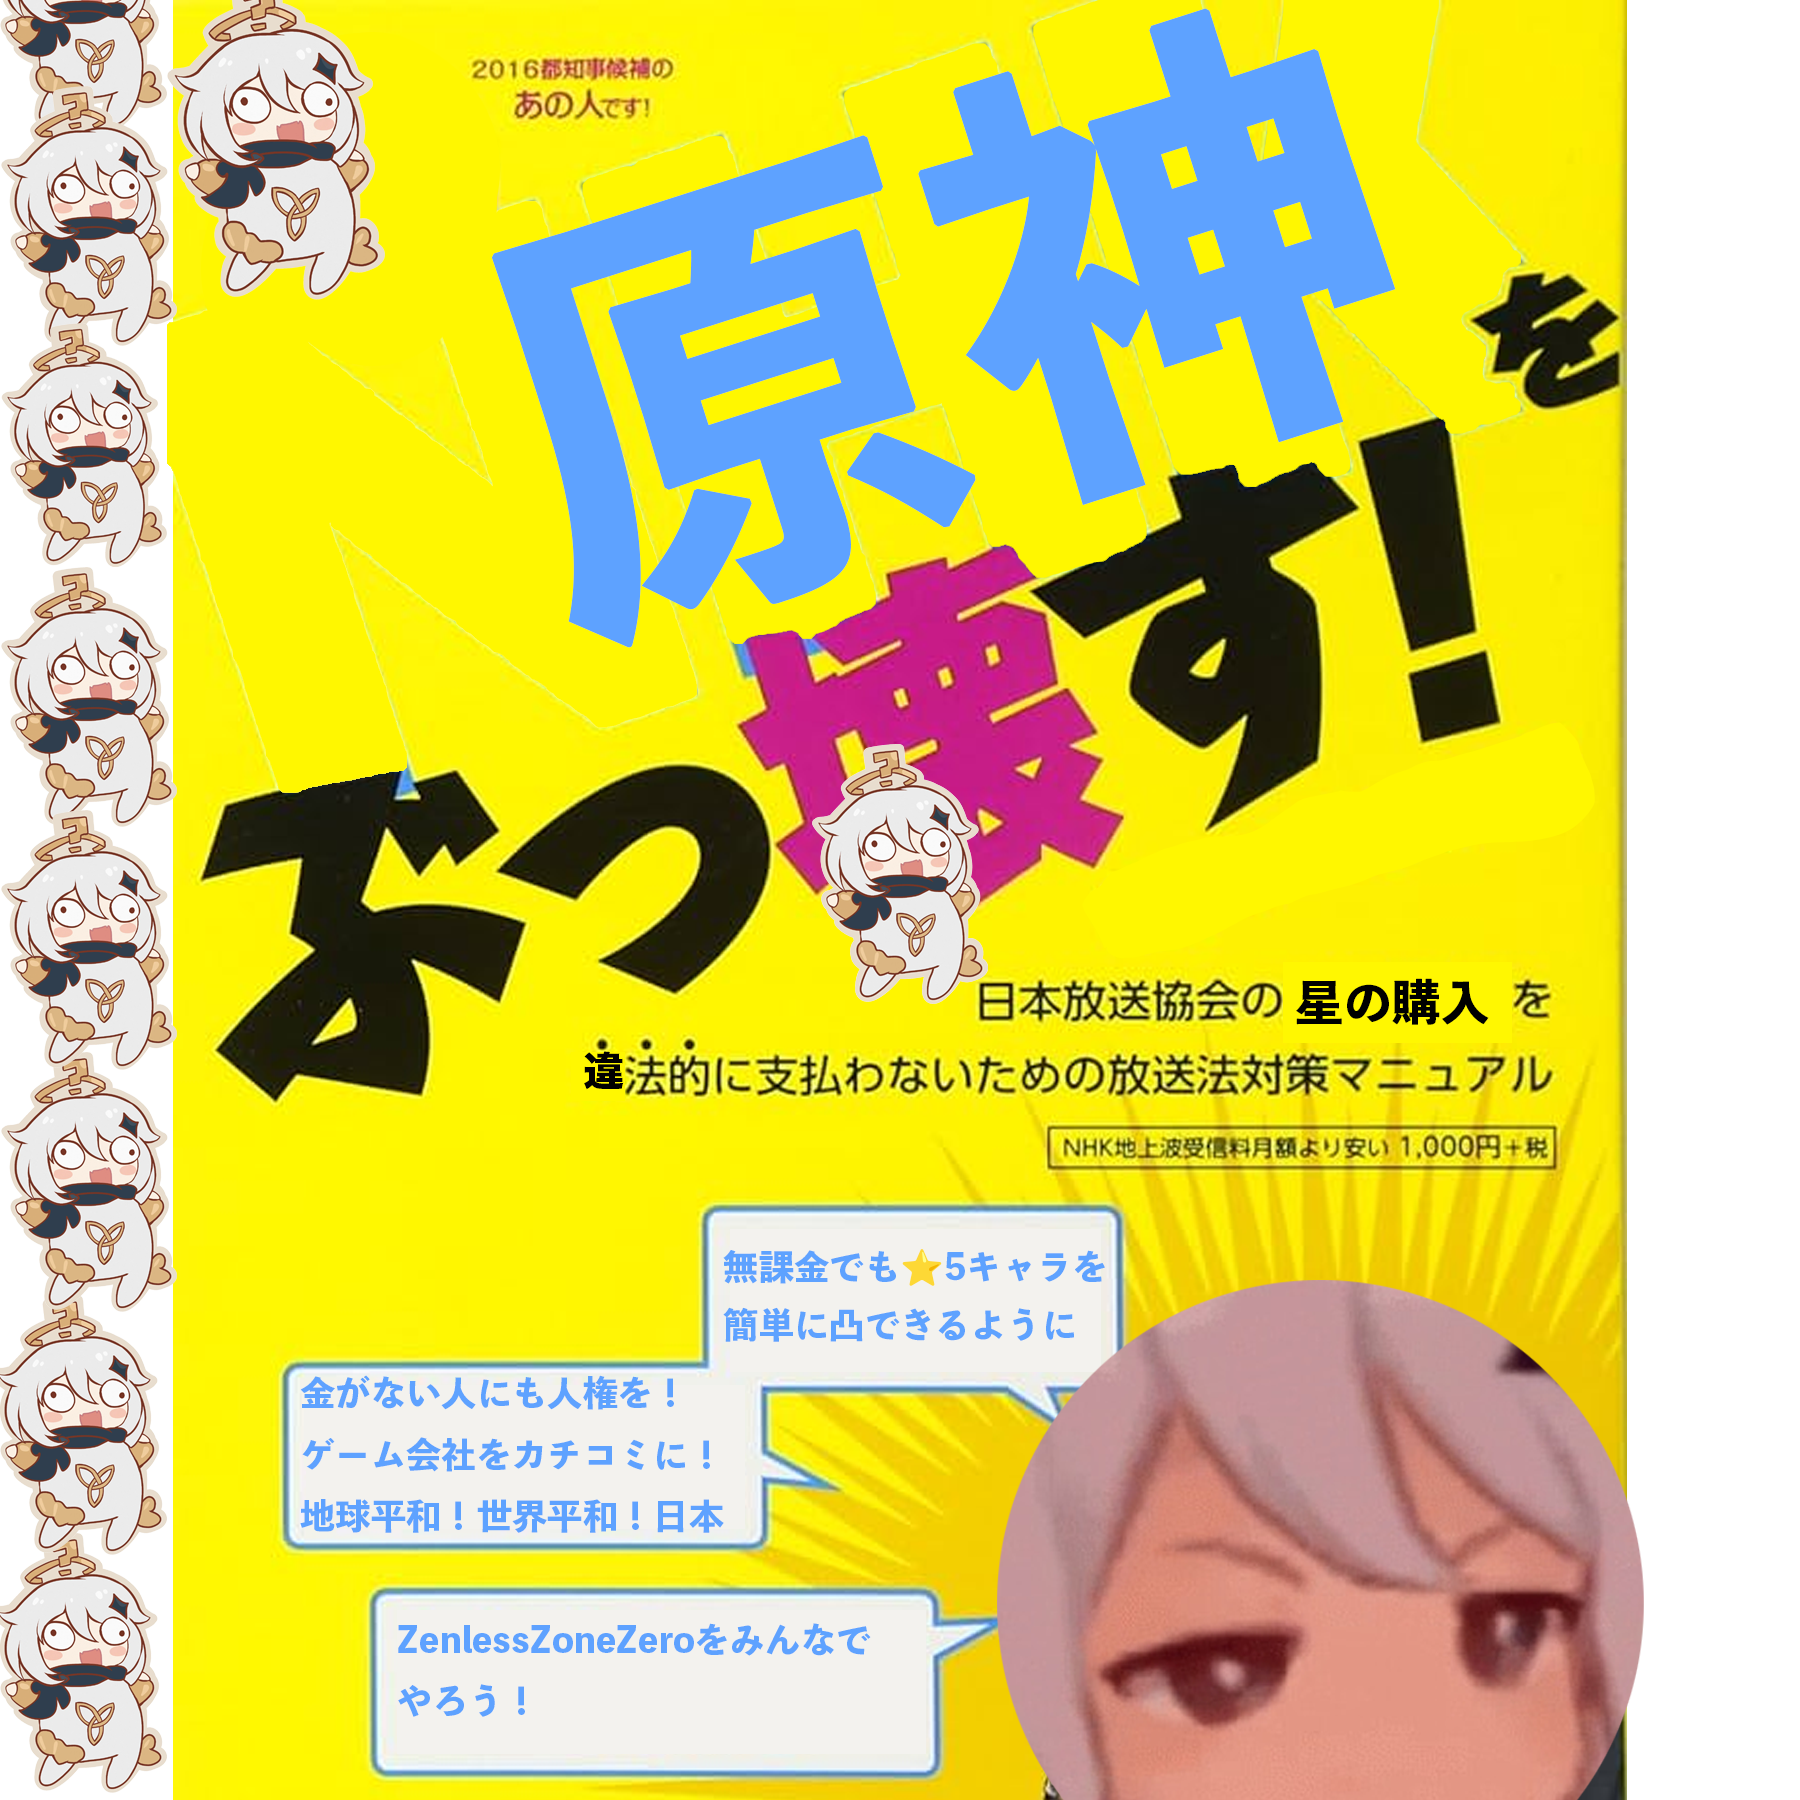 2016都知事候補の
あの人です!
原神を
ぶっ壊す!
日本放送協会の 星の購入 を
違法的に支払わないための放送法対策マニュアル
NHK地上波受信料月額より安い 1,000円+税
無課金でも⭐5キャラを
簡単に凸できるように
金がない人にも人権を！
ゲーム会社をカチコミに！
地球平和！世界平和！日本
ZenlessZoneZeroをみんなで
やろう！